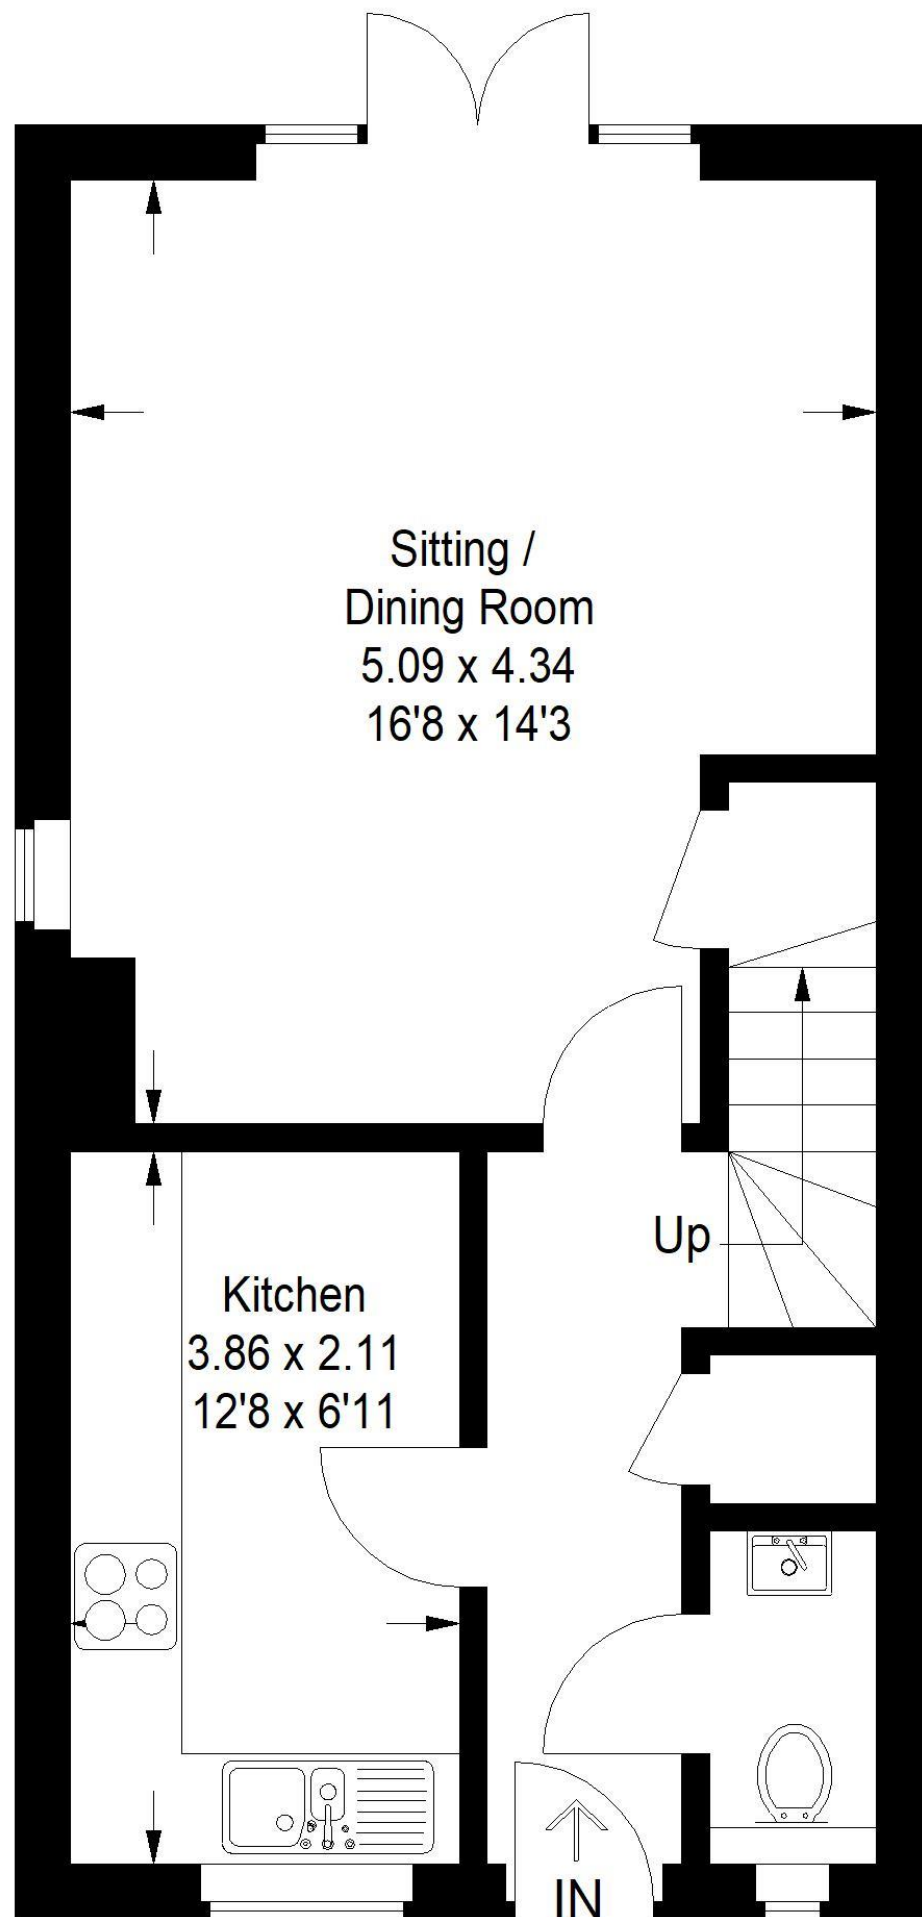 Sitting /
Dining Room
5.09 x 4.34
16'8 x 14'3
Up
Kitchen
3.86 x 2.11
12'8 x 6'11
IN